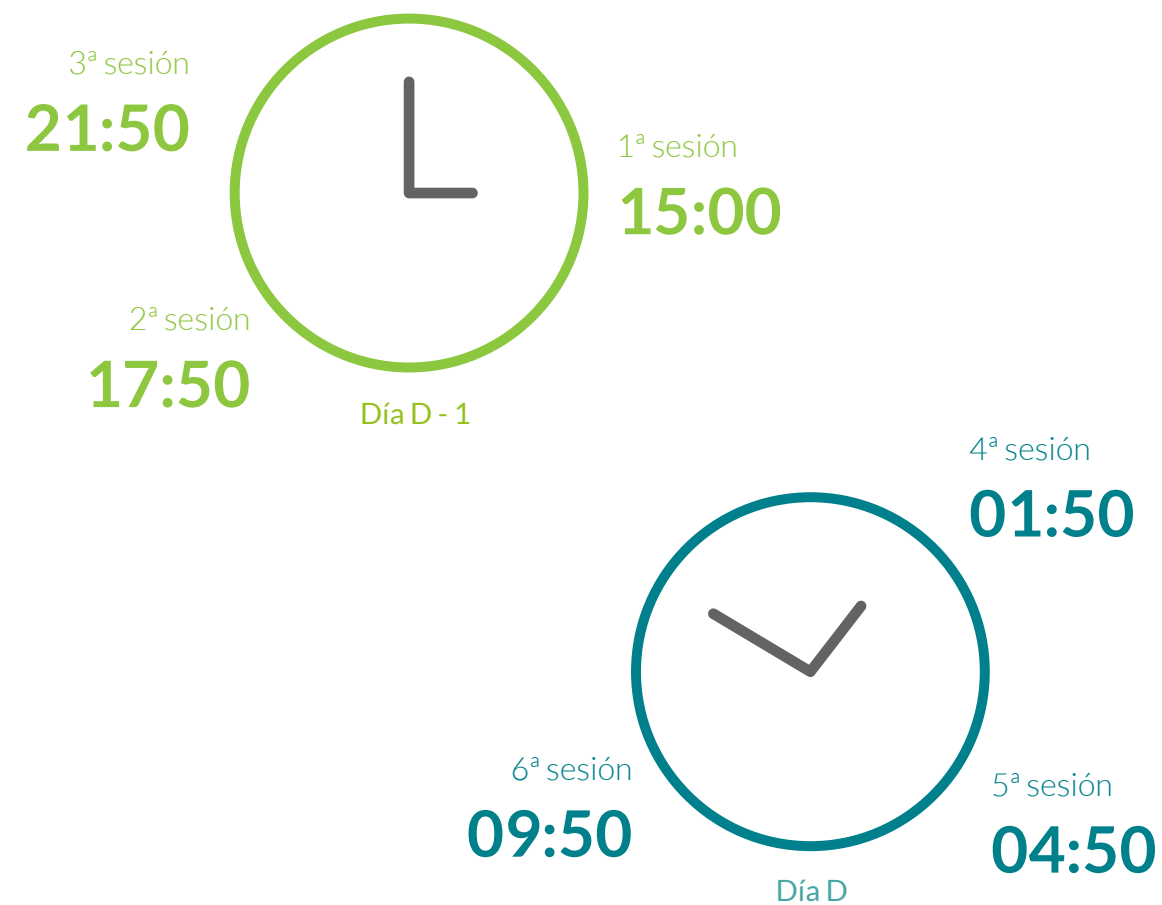 3ª sesión
21:50
1ª sesión
15:00
2ª sesión
17:50
Día D - 1
4ª sesión
01:50
6ª sesión
09:50
5ª sesión
04:50
Día D